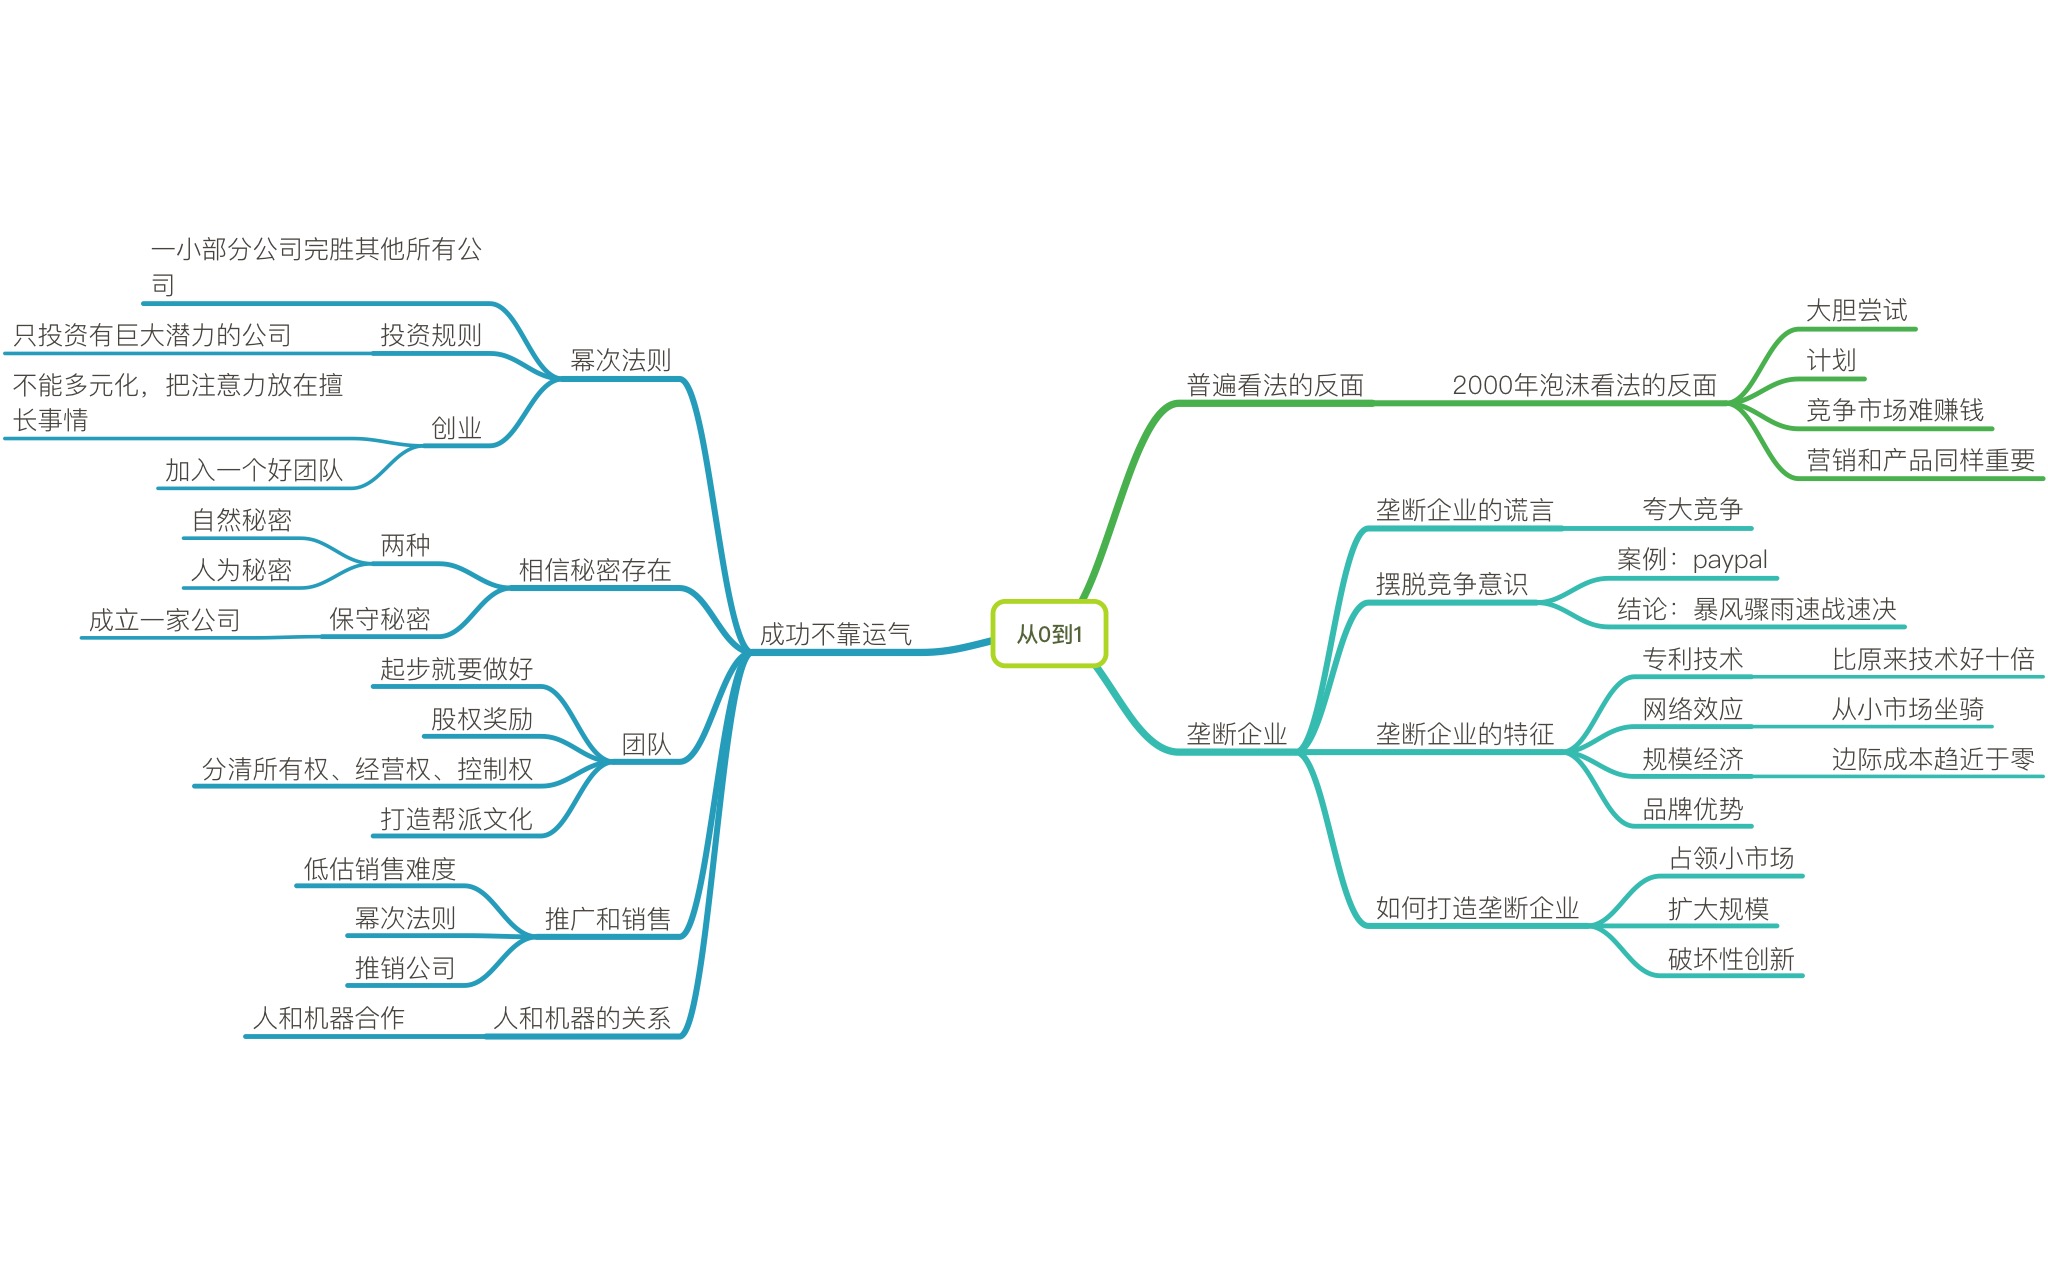 从0到1
普遍看法的反面
2000年泡沫看法的反面
大胆尝试
计划
竞争市场难赚钱
营销和产品同样重要
垄断企业
垄断企业的谎言
夸大竞争
摆脱竞争意识
案例：paypal
结论：暴风骤雨速战速决
垄断企业的特征
专利技术
比原来技术好十倍
网络效应
从小市场坐骑
规模经济
边际成本趋近于零
品牌优势
如何打造垄断企业
占领小市场
扩大规模
破坏性创新
成功不靠运气
幂次法则
一小部分公司完胜其他所有公
司
投资规则
只投资有巨大潜力的公司
创业
不能多元化，把注意力放在擅
长事情
加入一个好团队
相信秘密存在
两种
自然秘密
人为秘密
保守秘密
成立一家公司
团队
起步就要做好
股权奖励
分清所有权、经营权、控制权
打造帮派文化
推广和销售
低估销售难度
幂次法则
推销公司
人和机器的关系
人和机器合作